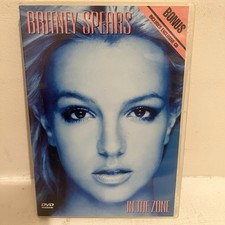 BRITNEY SPEARS
BONUS
IN THE ZONE
DVD